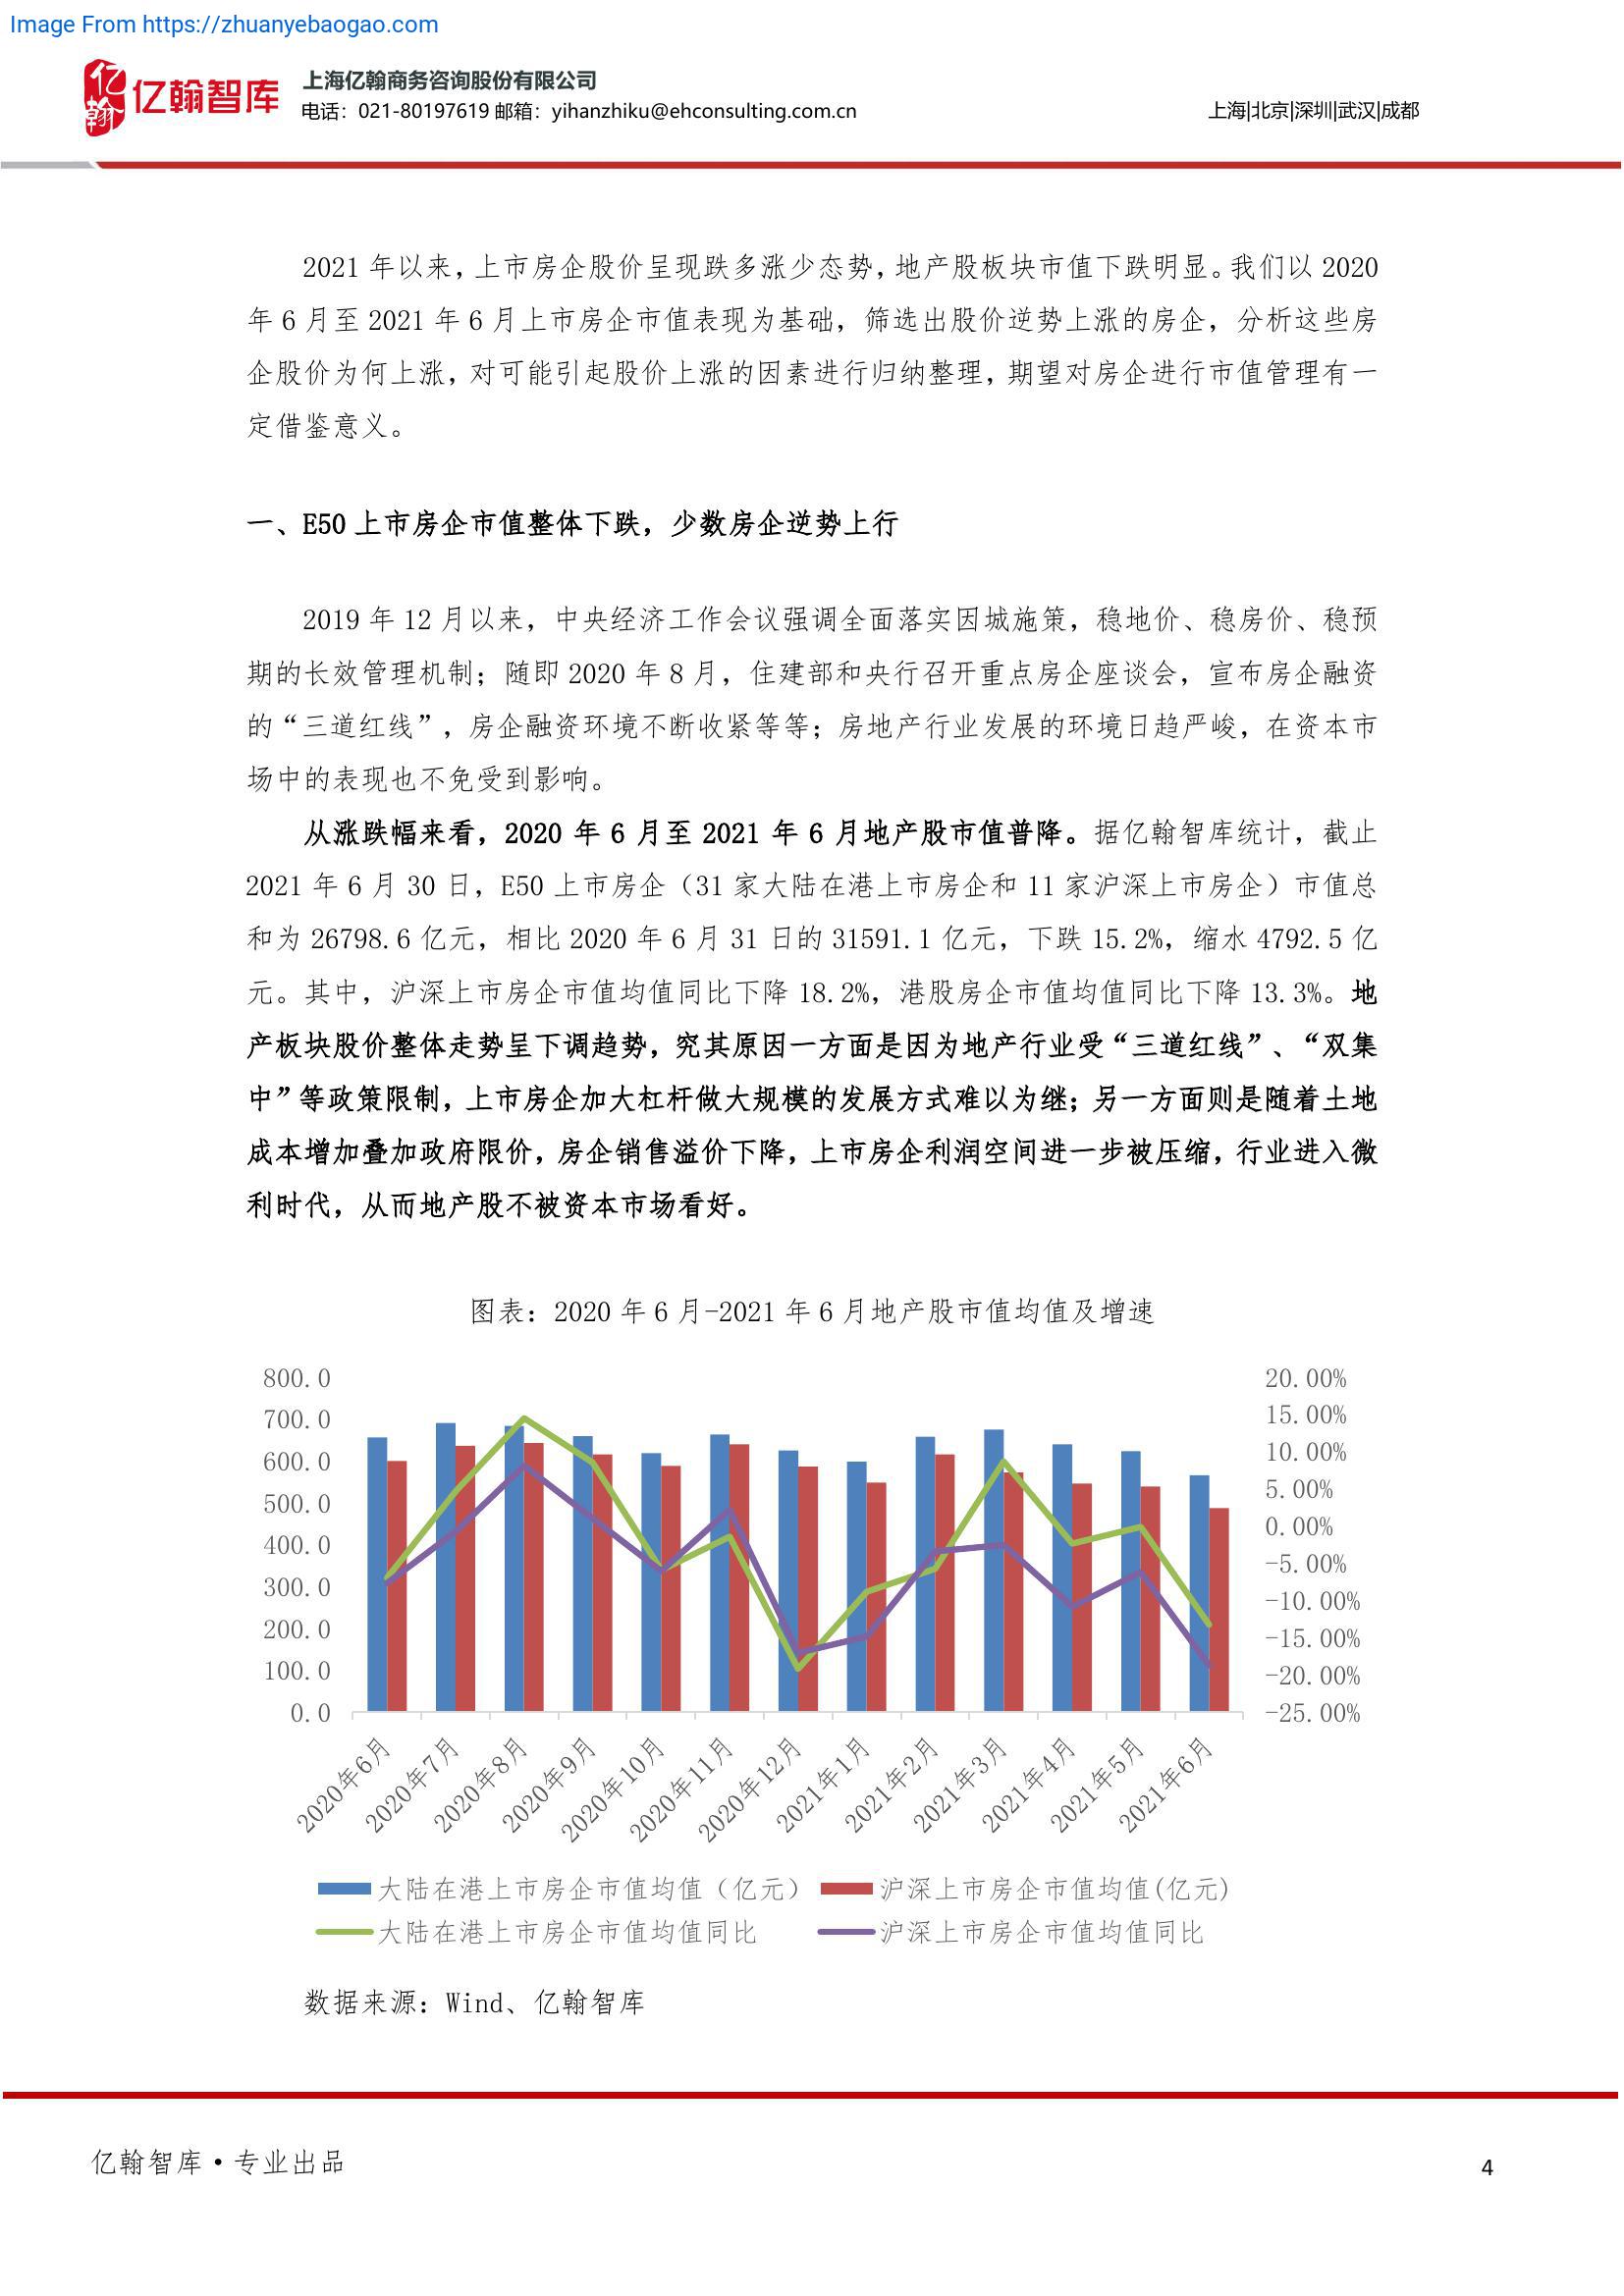 Image From https://zhuanyebaogao.com
亿翰
亿翰智库
上海亿翰商务咨询股份有限公司
电话：021-80197619 邮箱：yihanzhiku@ehconsulting.com.cn
上海|北京|深圳|武汉|成都
2021 年以来，上市房企股价呈现跌多涨少态势，地产股板块市值下跌明显。我们以 2020
年 6 月至 2021 年 6 月上市房企市值表现为基础，筛选出股价逆势上涨的房企，分析这些房
企股价为何上涨，对可能引起股价上涨的因素进行归纳整理，期望对房企进行市值管理有一
定借鉴意义。
一、E50 上市房企市值整体下跌，少数房企逆势上行
2019 年 12 月以来，中央经济工作会议强调全面落实因城施策，稳地价、稳房价、稳预
期的长效管理机制；随即 2020 年 8 月，住建部和央行召开重点房企座谈会，宣布房企融资
的“三道红线”，房企融资环境不断收紧等等；房地产行业发展的环境日趋严峻，在资本市
场中的表现也不免受到影响。
从涨跌幅来看，2020 年 6 月至 2021 年 6 月地产股市值普降。据亿翰智库统计，截止
2021 年 6 月 30 日，E50 上市房企（31 家大陆在港上市房企和 11 家沪深上市房企）市值总
和为 26798.6 亿元，相比 2020 年 6 月 31 日的 31591.1 亿元，下跌 15.2%，缩水 4792.5 亿
元。其中，沪深上市房企市值均值同比下降 18.2%，港股房企市值均值同比下降 13.3%。地
产板块股价整体走势呈下调趋势，究其原因一方面是因为地产行业受“三道红线”、“双集
中”等政策限制，上市房企加大杠杆做大规模的发展方式难以为继；另一方面则是随着土地
成本增加叠加政府限价，房企销售溢价下降，上市房企利润空间进一步被压缩，行业进入微
利时代，从而地产股不被资本市场看好。
图表：2020 年 6 月-2021 年 6 月地产股市值均值及增速
800.0
700.0
600.0
500.0
400.0
300.0
200.0
100.0
0.0
20.00%
15.00%
10.00%
5.00%
0.00%
-5.00%
-10.00%
-15.00%
-20.00%
-25.00%
2020年6月
2020年7月
2020年8月
2020年9月
2020年10月
2020年11月
2020年12月
2021年1月
2021年2月
2021年3月
2021年4月
2021年5月
2021年6月
大陆在港上市房企市值均值（亿元）
沪深上市房企市值均值(亿元)
大陆在港上市房企市值均值同比
沪深上市房企市值均值同比
数据来源：Wind、亿翰智库
亿翰智库·专业出品
4